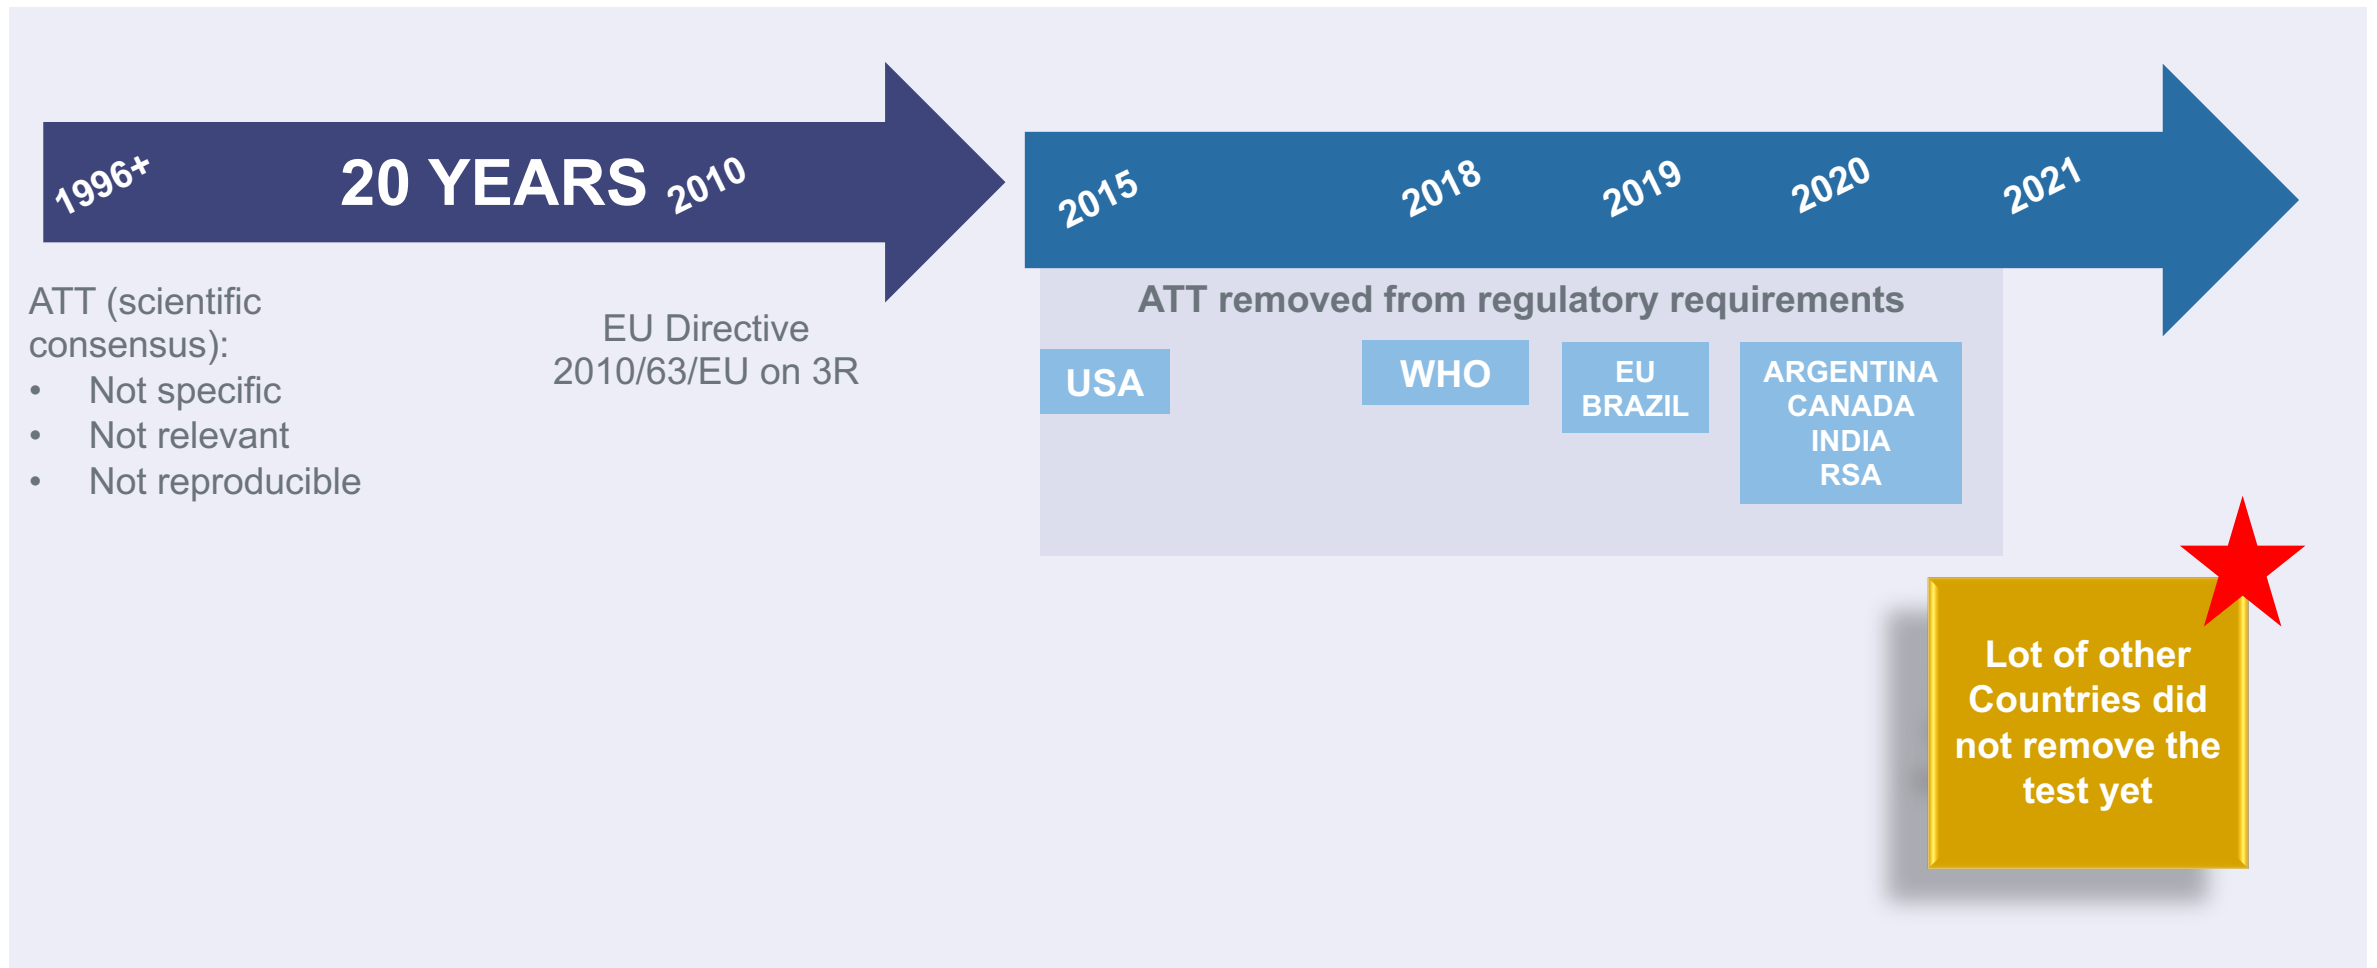 1996+
20 YEARS
2010
2015
2018
2019
2020
2021
ATT (scientific
consensus):
• Not specific
• Not relevant
• Not reproducible
EU Directive
2010/63/EU on 3R
ATT removed from regulatory requirements
USA
WHO
EU
BRAZIL
ARGENTINA
CANADA
INDIA
RSA
Lot of other
Countries did
not remove the
test yet